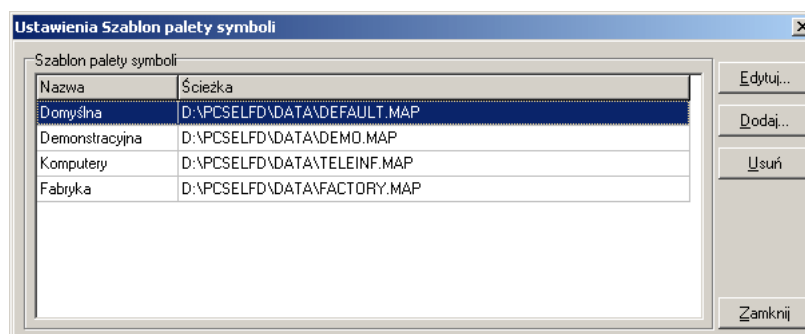 Ustawienia Szablon palety symboli
Szablon palety symboli
Nazwa Ścieżka
Domyślna D:\PCSELFD\DATA\DEFAULT.MAP
Demonstracyjna D:\PCSELFD\DATA\DEMO.MAP
Komputery D:\PCSELFD\DATA\TELEINF.MAP
Fabryka D:\PCSELFD\DATA\FACTORY.MAP
Edytuj...
Dodaj...
Usuń
Zamknij